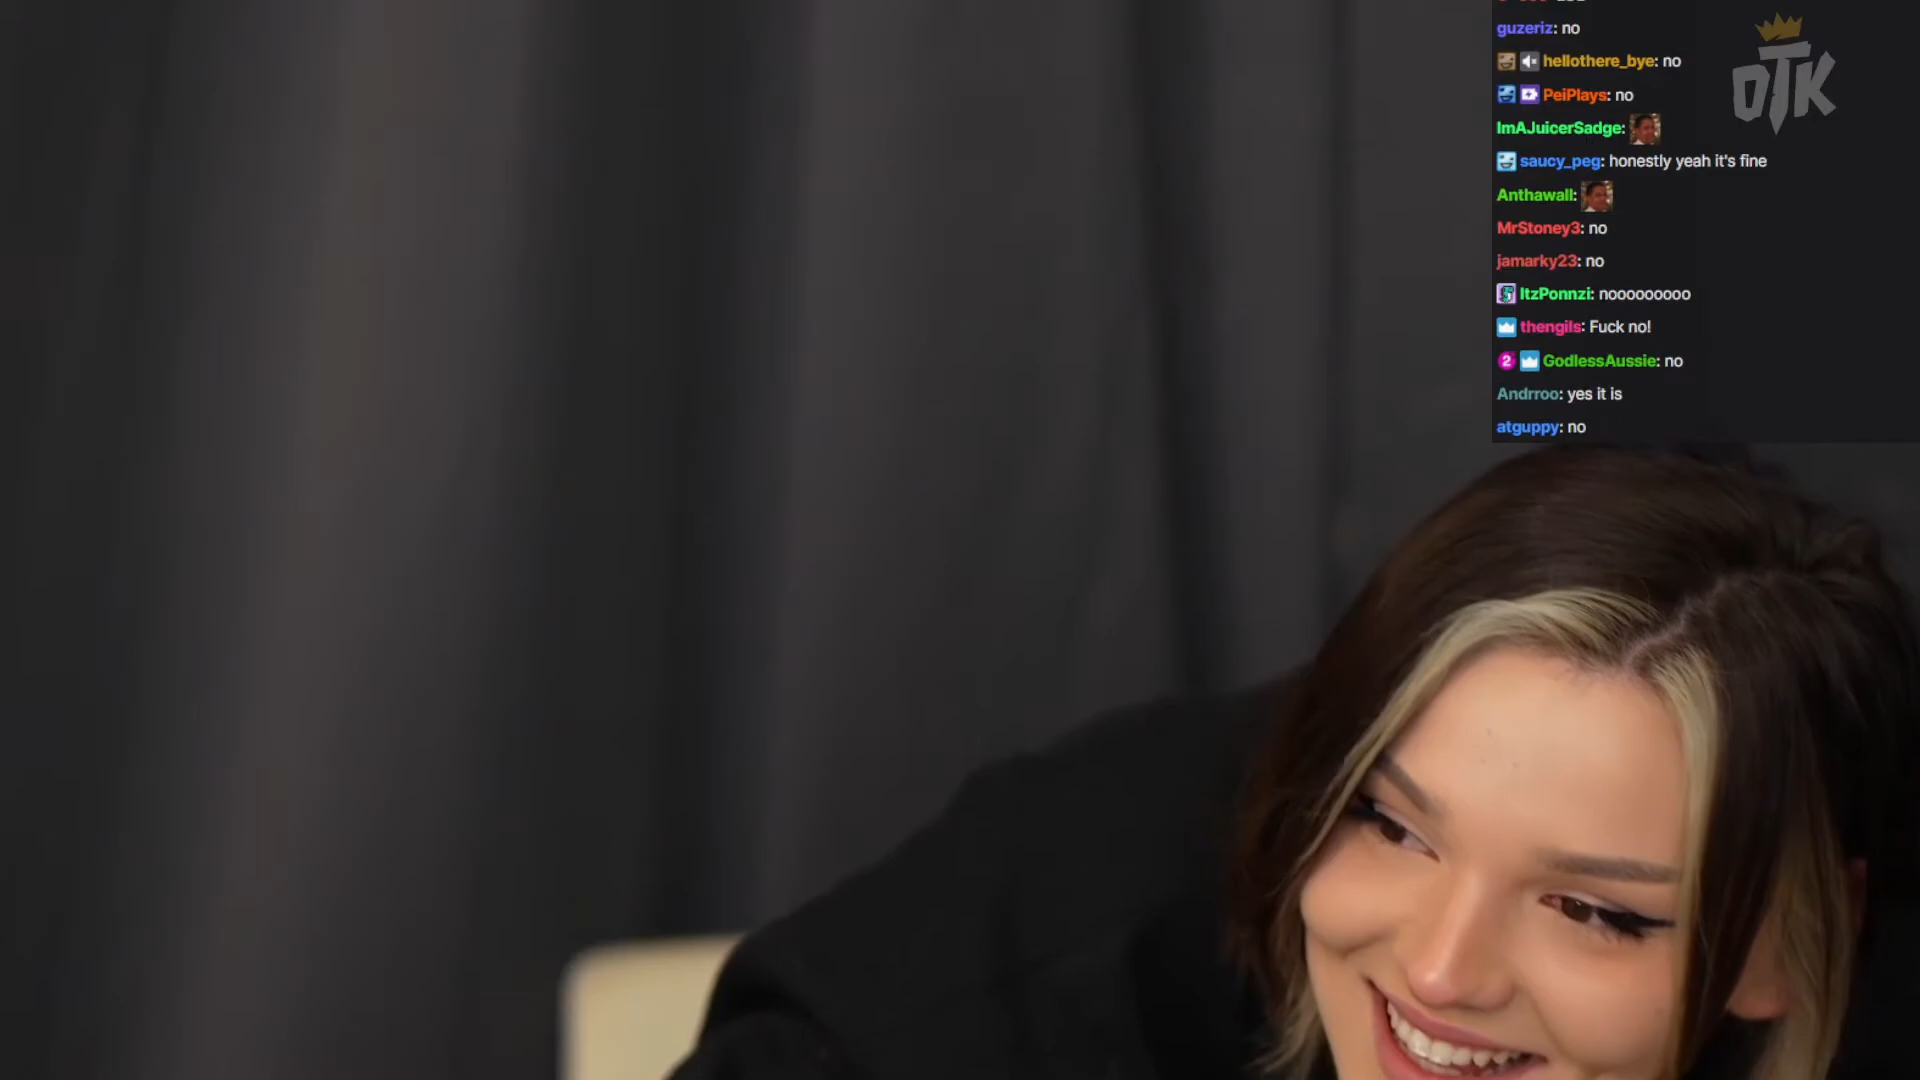 guzeriz: no
hellothere_bye: no
PeiPlays: no
ImAJuicerSadge:
saucy_peg: honestly yeah it's fine
Anthawall:
MrStoney3: no
jamarky23: no
ItzPonnzi: nooooooooo
thengils: Fuck no!
2 GodlessAussie: no
Andrroo: yes it is
atguppy: no
OTK